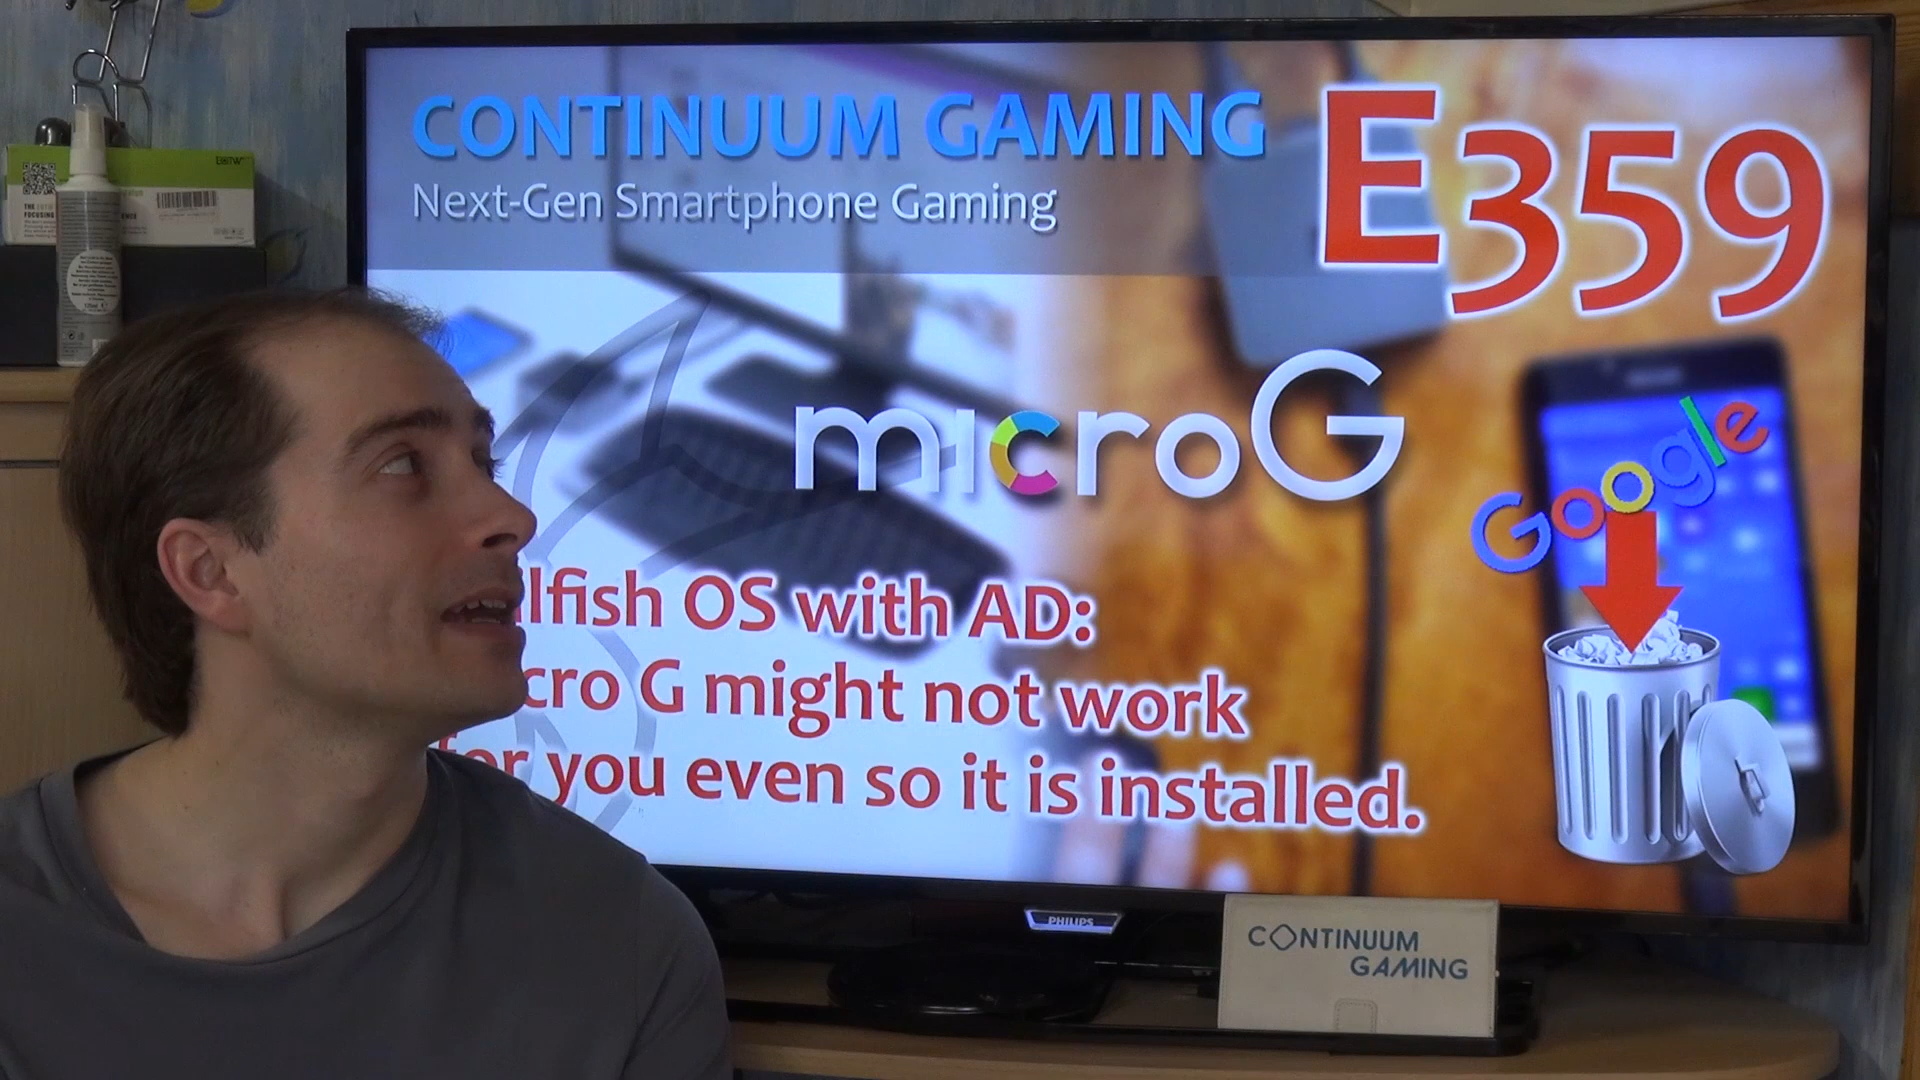 CONTINUUM GAMING
Next-Gen Smartphone Gaming
E359
microG
Google
lfish OS with AD:
cro G might not work
for you even so it is installed.
PHILIPS
CONTINUUM
GAMING